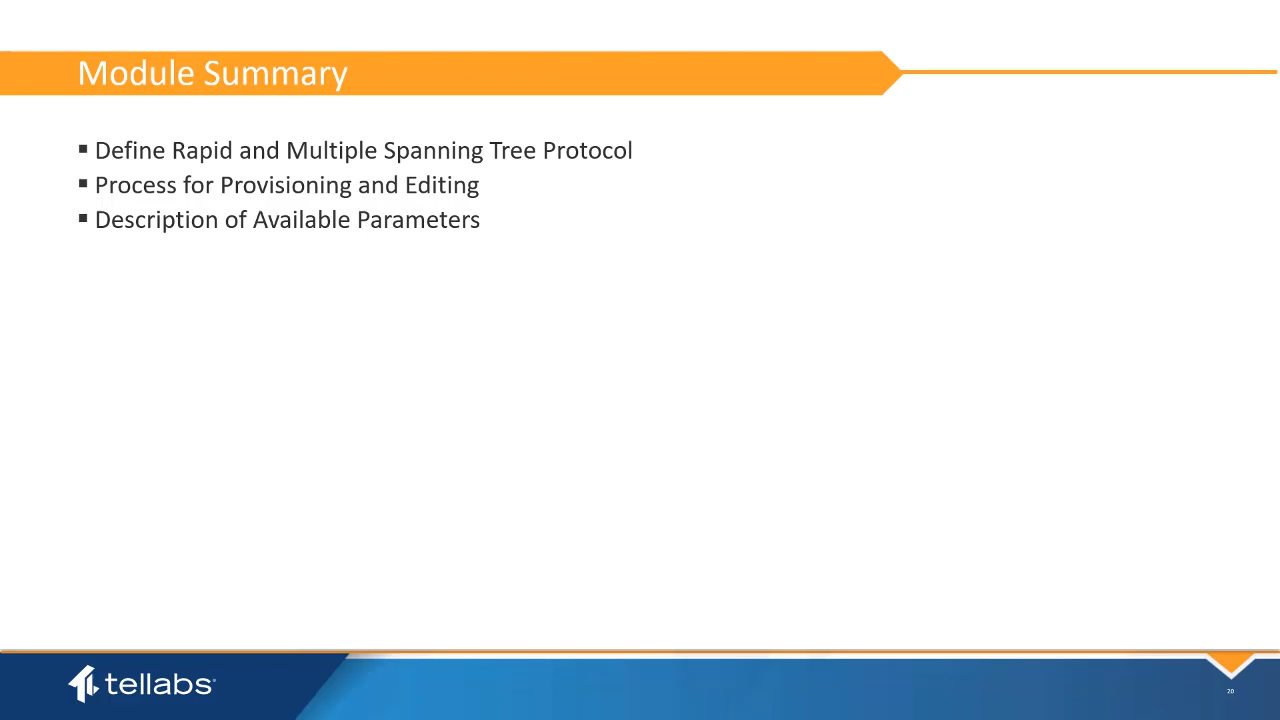 Module Summary
▪ Define Rapid and Multiple Spanning Tree Protocol
▪ Process for Provisioning and Editing
▪ Description of Available Parameters
tellabs
20